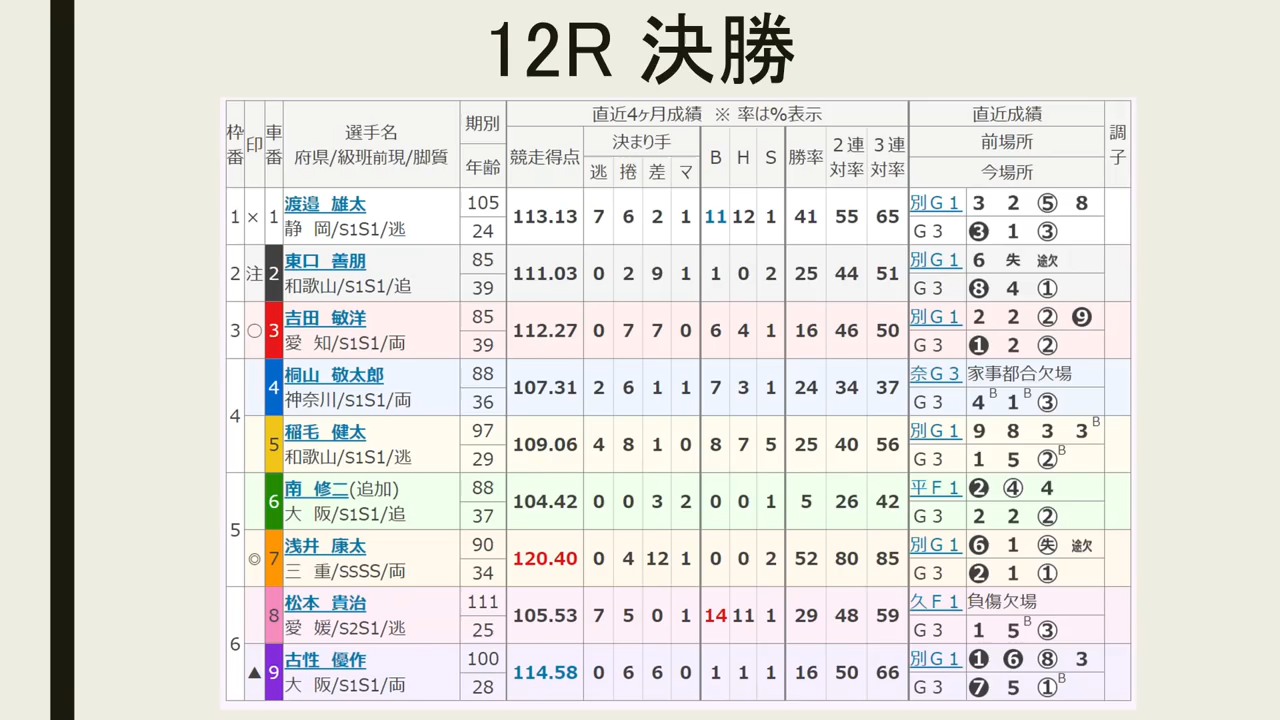 12R 決勝
枠番 印 車番 選手名 府県/級班前現/脚質 期別 年齢 直近4ヶ月成績 ※ 率は%表示 直近成績 調子
競走得点 決まり手 逃 捲 差 マ B H S 勝率 2連対率 3連対率 前場所 今場所
1 × 1 渡邉 雄太 105 113.13 7 6 2 1 11 12 1 41 55 65 別G1 3 2 ⑤ 8
静 岡/S1S1/逃 24 G3 ❸ 1 ③
2 注 2 東口 善朋 85 111.03 0 2 9 1 1 0 2 25 44 51 別G1 6 失 途欠
和歌山/S1S1/追 39 G3 ❽ 4 ①
3 ○ 3 吉田 敏洋 85 112.27 0 7 7 0 6 4 1 16 46 50 別G1 2 2 ② ❾
愛 知/S1S1/両 39 G3 ❶ 2 ②
4 4 桐山 敬太郎 88 107.31 2 6 1 1 7 3 1 24 34 37 奈G3 家事都合欠場
神奈川/S1S1/両 36 G3 4B 1B ③
5 稲毛 健太 97 109.06 4 8 1 0 8 7 5 25 40 56 別G1 9 8 3 3B
和歌山/S1S1/逃 29 G3 1 5 ②B
5 6 南 修二(追加) 88 104.42 0 0 3 2 0 0 1 5 26 42 平F1 ❷ ④ 4
大 阪/S1S1/追 37 G3 2 2 ②
◎ 7 浅井 康太 90 120.40 0 4 12 1 0 0 2 52 80 85 別G1 ❻ 1 失 途欠
三 重/SSSS/両 34 G3 ❷ 1 ①
6 8 松本 貴治 111 105.53 7 5 0 1 14 11 1 29 48 59 久F1 負傷欠場
愛 媛/S2S1/逃 25 G3 1 5B ③
▲ 9 古性 優作 100 114.58 0 6 6 0 1 1 1 16 50 66 別G1 ❶ ❻ ⑧ 3
大 阪/S1S1/両 28 G3 ❼ 5 ①B